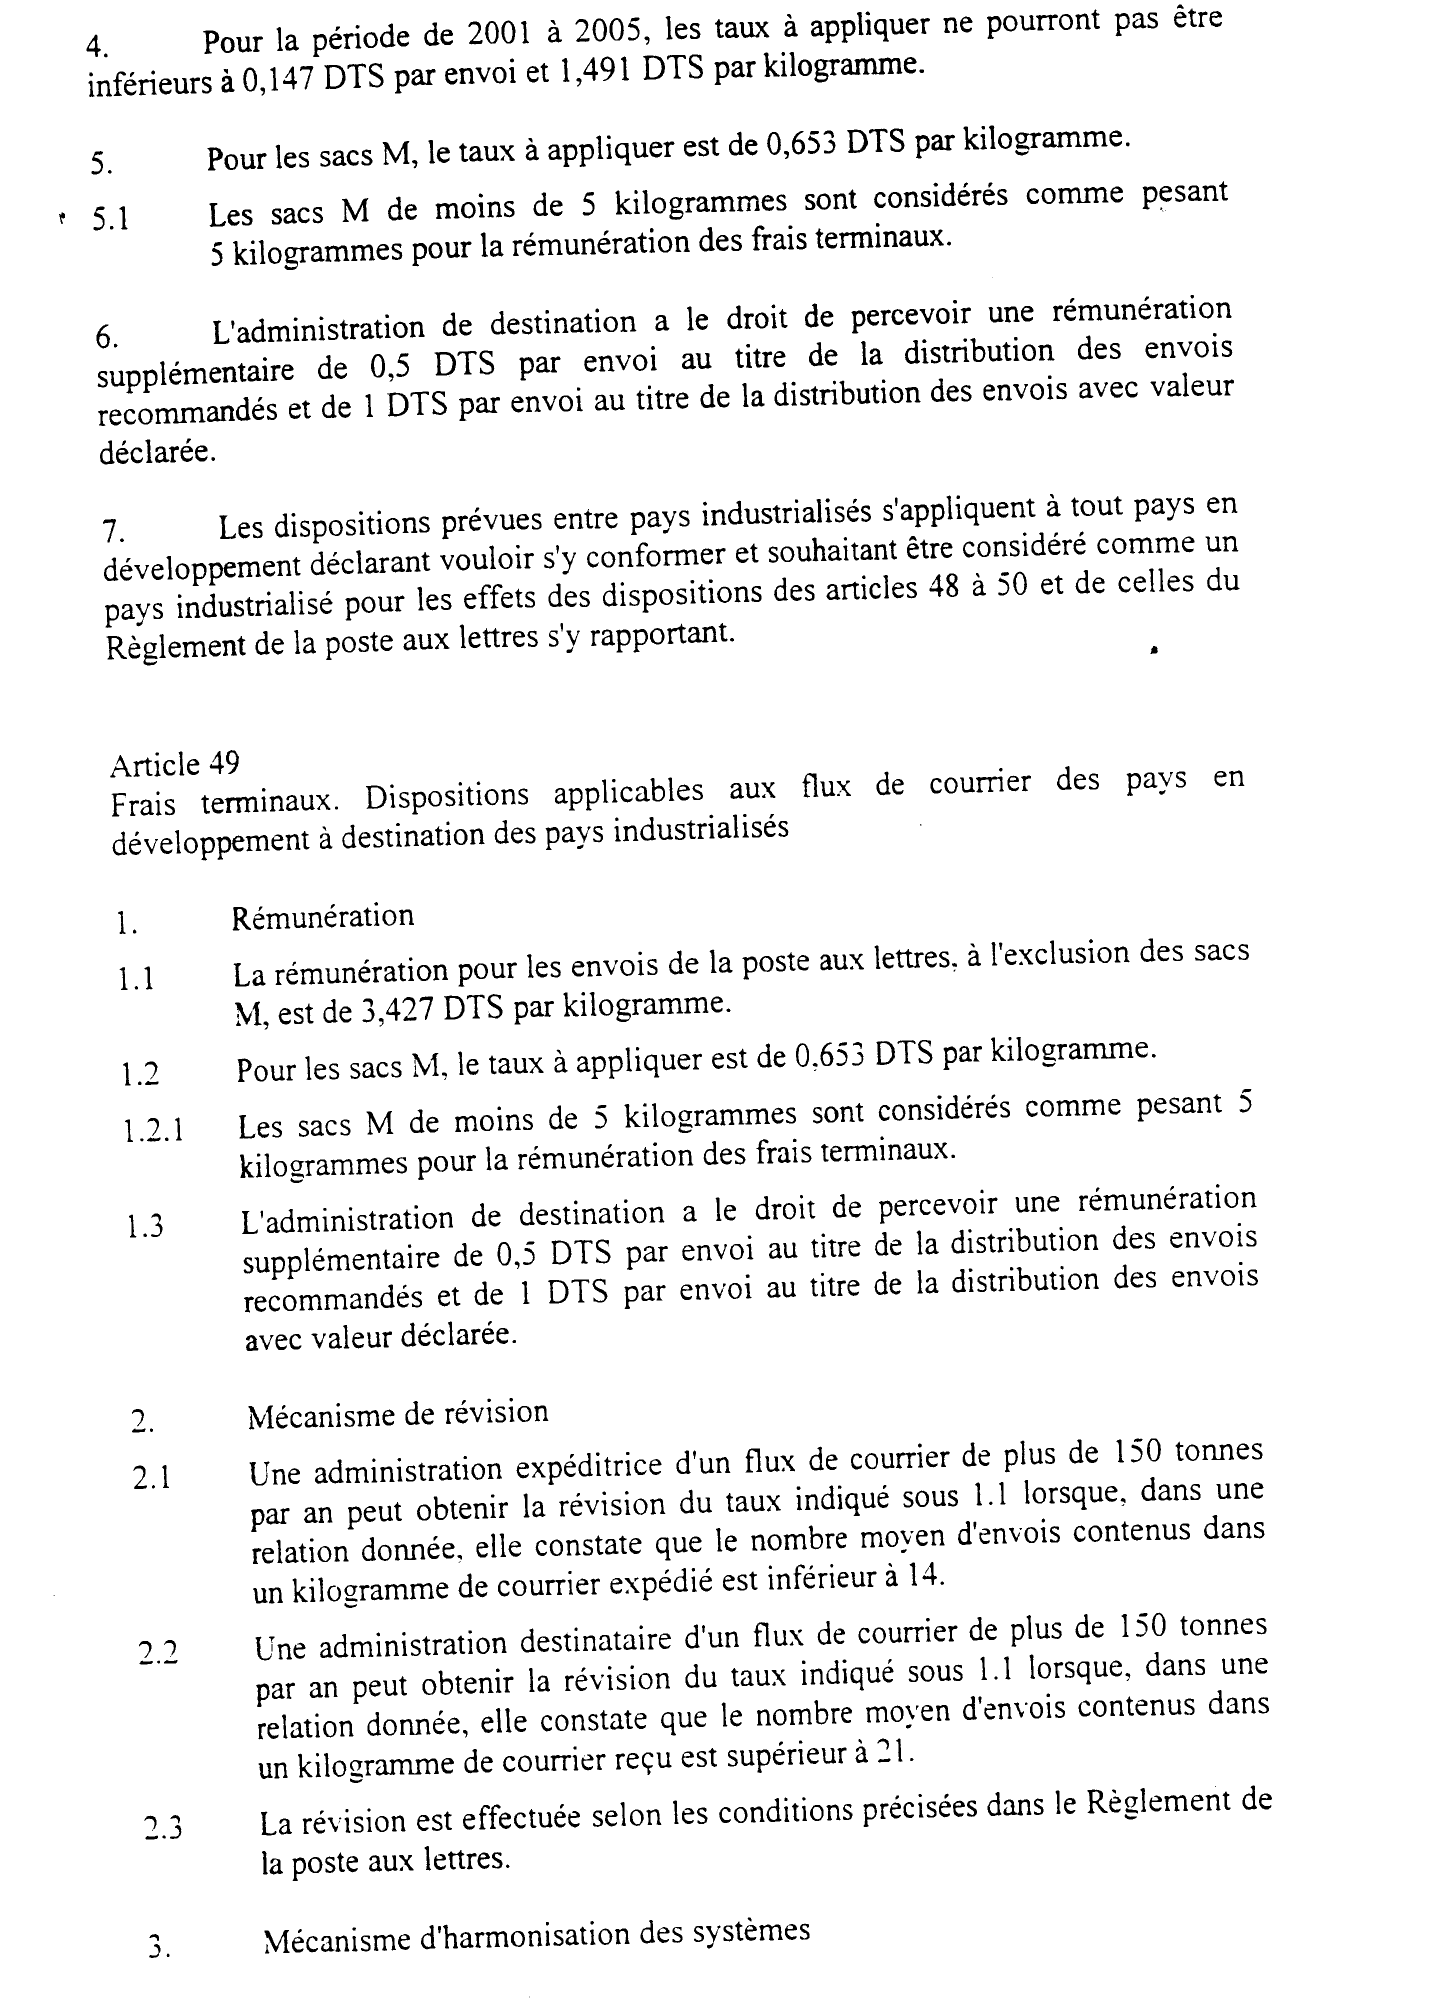 4. Pour la période de 2001 à 2005, les taux à appliquer ne pourront pas être
inférieurs à 0,147 DTS par envoi et 1,491 DTS par kilogramme.
5. Pour les sacs M, le taux à appliquer est de 0,653 DTS par kilogramme.
5.1 Les sacs M de moins de 5 kilogrammes sont considérés comme pesant
5 kilogrammes pour la rémunération des frais terminaux.
6. L'administration de destination a le droit de percevoir une rémunération
supplémentaire de 0,5 DTS par envoi au titre de la distribution des envois
recommandés et de 1 DTS par envoi au titre de la distribution des envois avec valeur
déclarée.
7. Les dispositions prévues entre pays industrialisés s'appliquent à tout pays en
développement déclarant vouloir s'y conformer et souhaitant être considéré comme un
pays industrialisé pour les effets des dispositions des articles 48 à 50 et de celles du
Règlement de la poste aux lettres s'y rapportant.
Article 49
Frais terminaux. Dispositions applicables aux flux de courrier des pays en
développement à destination des pays industrialisés
1. Rémunération
1.1 La rémunération pour les envois de la poste aux lettres, à l'exclusion des sacs
M, est de 3,427 DTS par kilogramme.
1.2 Pour les sacs M, le taux à appliquer est de 0,653 DTS par kilogramme.
1.2.1 Les sacs M de moins de 5 kilogrammes sont considérés comme pesant 5
kilogrammes pour la rémunération des frais terminaux.
1.3 L'administration de destination a le droit de percevoir une rémunération
supplémentaire de 0,5 DTS par envoi au titre de la distribution des envois
recommandés et de 1 DTS par envoi au titre de la distribution des envois
avec valeur déclarée.
2. Mécanisme de révision
2.1 Une administration expéditrice d'un flux de courrier de plus de 150 tonnes
par an peut obtenir la révision du taux indiqué sous 1.1 lorsque, dans une
relation donnée, elle constate que le nombre moyen d'envois contenus dans
un kilogramme de courrier expédié est inférieur à 14.
2.2 Une administration destinataire d'un flux de courrier de plus de 150 tonnes
par an peut obtenir la révision du taux indiqué sous 1.1 lorsque, dans une
relation donnée, elle constate que le nombre moyen d'envois contenus dans
un kilogramme de courrier reçu est supérieur à 21.
2.3 La révision est effectuée selon les conditions précisées dans le Règlement de
la poste aux lettres.
3. Mécanisme d'harmonisation des systèmes